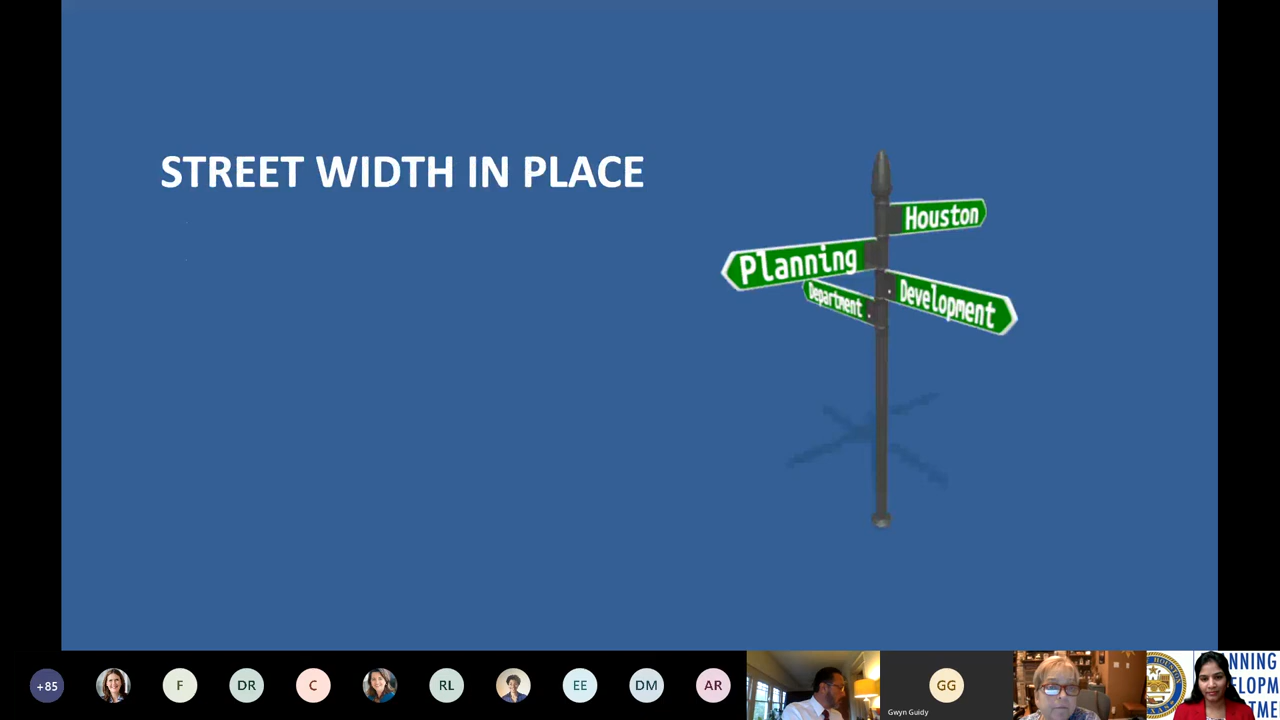 STREET WIDTH IN PLACE
Houston
Planning
Development
Department
+85
F
DR
C
RL
EE
DM
AR
GG
Gwyn Guidy
NNING
ELOPM
TME